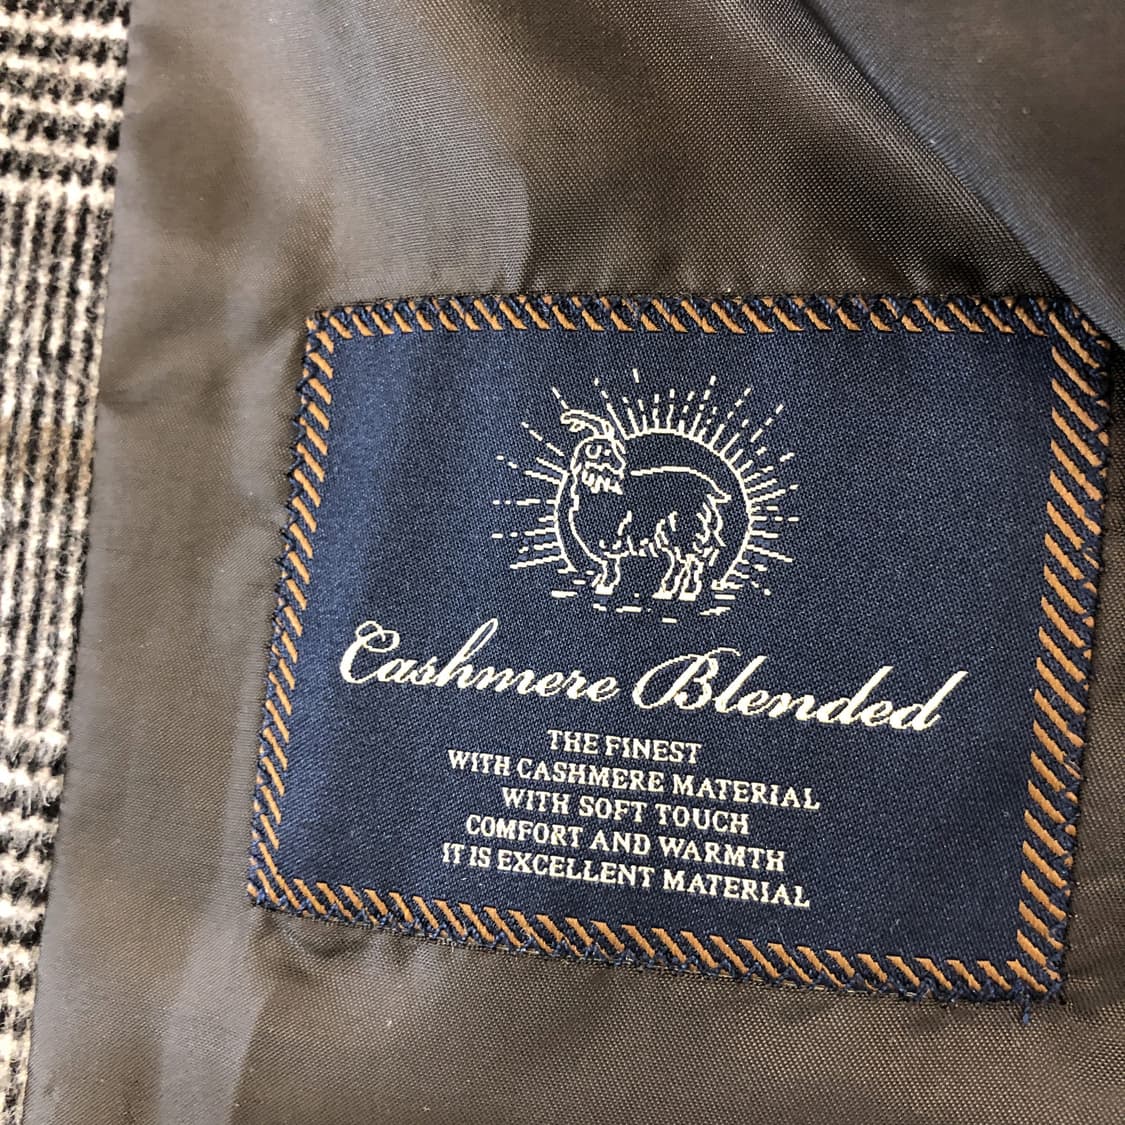 Cashmere Blended
THE FINEST
WITH CASHMERE MATERIAL
WITH SOFT TOUCH
COMFORT AND WARMTH
IT IS EXCELLENT MATERIAL